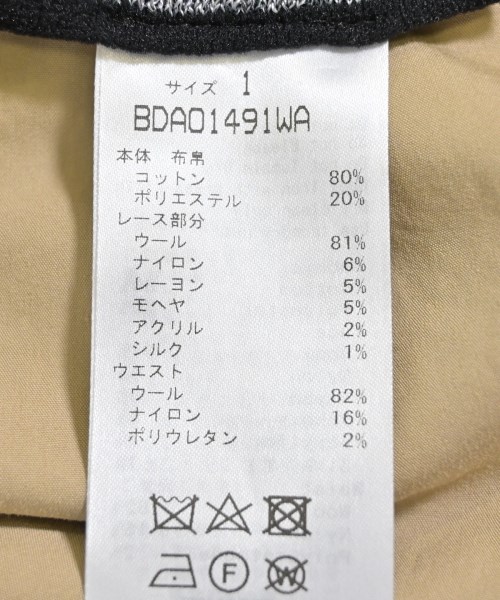 サイズ 1
BDA01491WA
本体 布帛
コットン 80%
ポリエステル 20%
レース部分
ウール 81%
ナイロン 6%
レーヨン 5%
モヘヤ 5%
アクリル 2%
シルク 1%
ウエスト
ウール 82%
ナイロン 16%
ポリウレタン 2%
F W